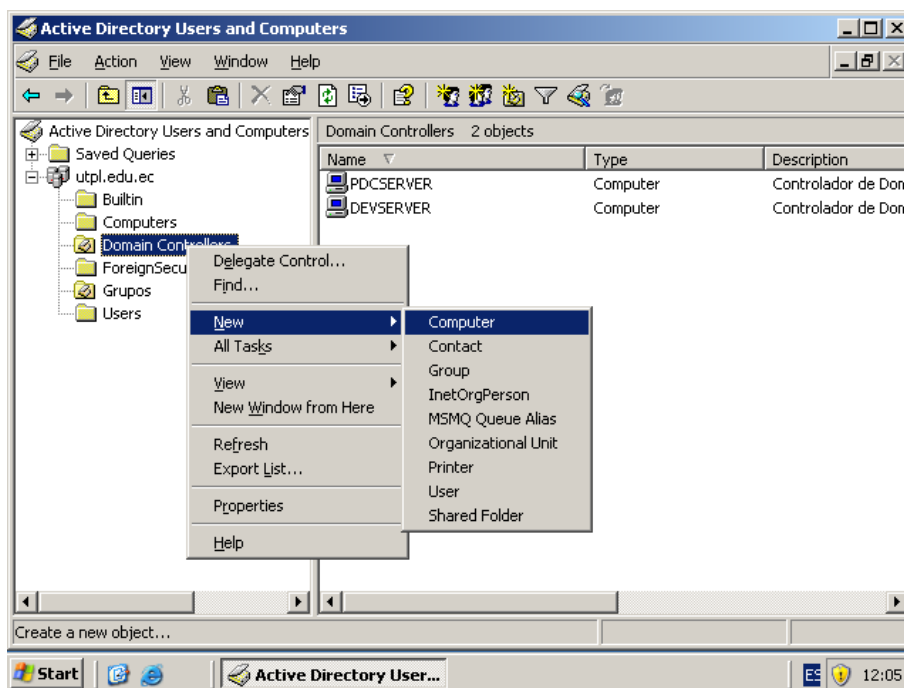 Active Directory Users and Computers
File Action View Window Help
Active Directory Users and Computers
Saved Queries
utpl.edu.ec
Builtin
Computers
Domain Controllers
ForeignSecu
Grupos
Users
Domain Controllers 2 objects
Name Type Description
PDCSERVER Computer Controlador de Don
DEVSERVER Computer Controlador de Don
Delegate Control...
Find...
New
All Tasks
View
New Window from Here
Refresh
Export List...
Properties
Help
Computer
Contact
Group
InetOrgPerson
MSMQ Queue Alias
Organizational Unit
Printer
User
Shared Folder
Create a new object...
Start Active Directory User... ES 12:05